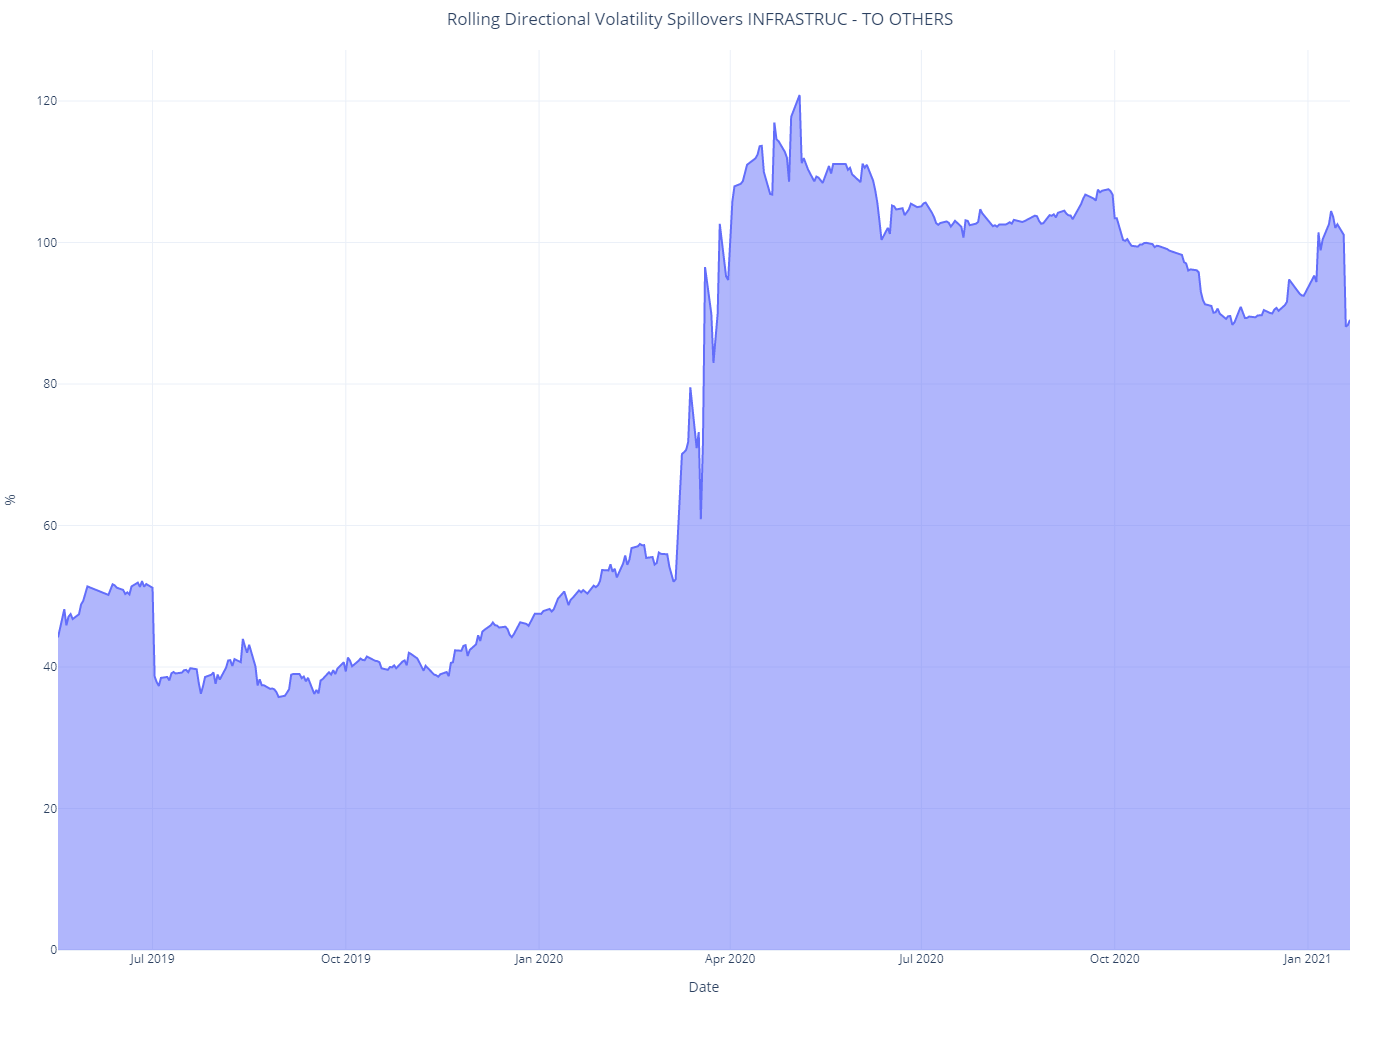 Rolling Directional Volatility Spillovers INFRASTRUC - TO OTHERS
120
100
80
60
40
20
0
%
Jul 2019
Oct 2019
Jan 2020
Apr 2020
Jul 2020
Oct 2020
Jan 2021
Date